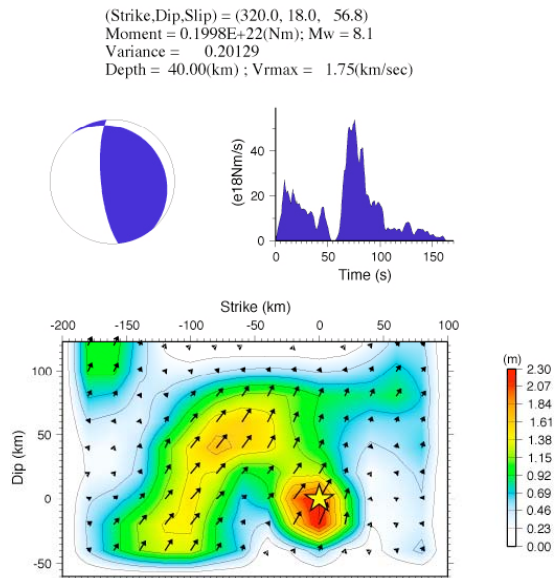 (Strike,Dip,Slip) = (320.0, 18.0, 56.8)
Moment = 0.1998E+22(Nm); Mw = 8.1
Variance = 0.20129
Depth = 40.00(km) ; Vrmax = 1.75(km/sec)
(e18Nm/s)
40
20
0
0 50 100 150
Time (s)
Strike (km)
-200 -150 -100 -50 0 50 100
Dip (km)
100
50
0
-50
(m)
2.30
2.07
1.84
1.61
1.38
1.15
0.92
0.69
0.46
0.23
0.00